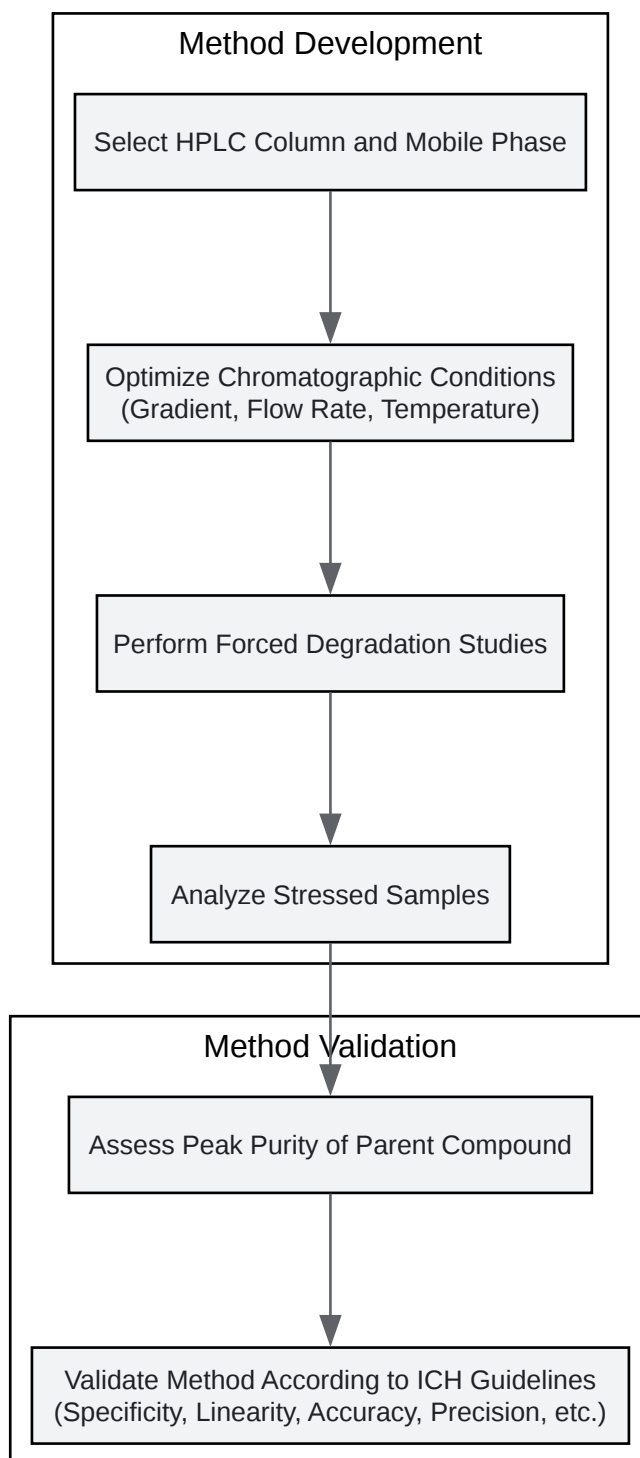 Method Development
Select HPLC Column and Mobile Phase
Optimize Chromatographic Conditions
(Gradient, Flow Rate, Temperature)
Perform Forced Degradation Studies
Analyze Stressed Samples
Method Validation
Assess Peak Purity of Parent Compound
Validate Method According to ICH Guidelines
(Specificity, Linearity, Accuracy, Precision, etc.)